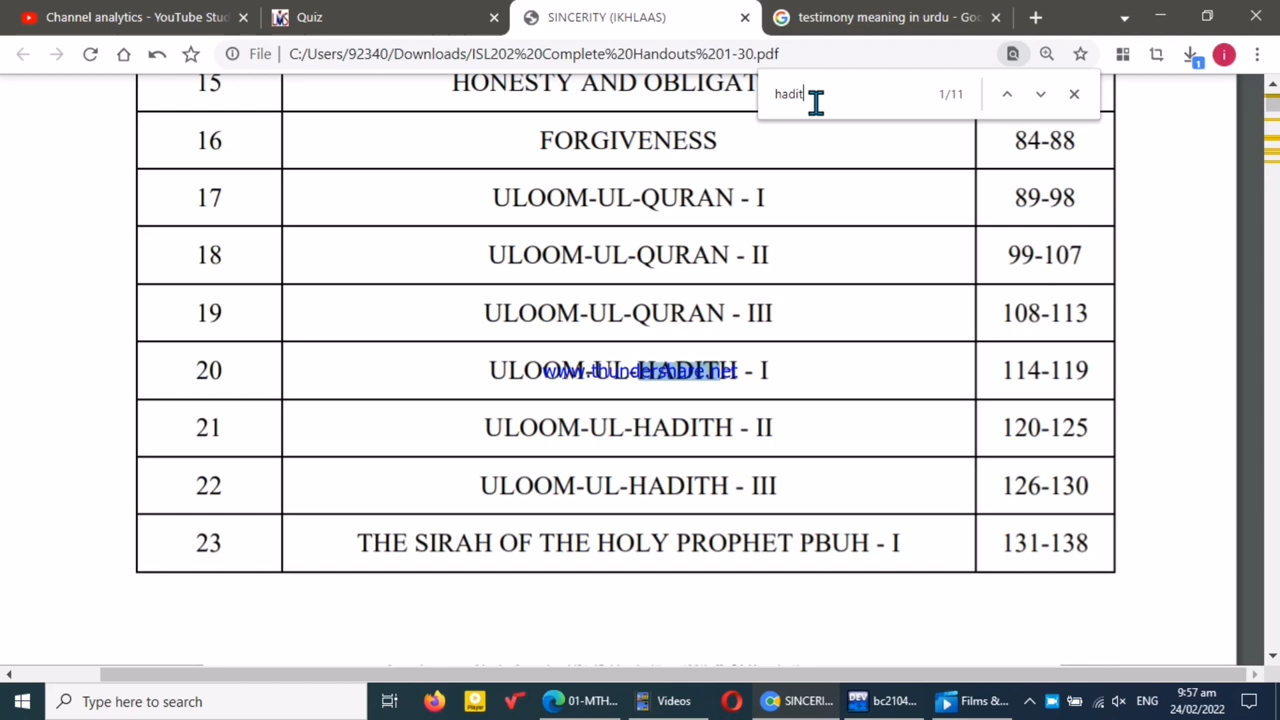 Channel analytics - YouTube Stud
Quiz
SINCERITY (IKHLAAS)
testimony meaning in urdu - Goo
File
C:/Users/92340/Downloads/ISL202%20Complete%20Handouts%201-30.pdf
1
i
hadit
1/11
15 HONESTY AND OBLIGAT
16 FORGIVENESS 84-88
17 ULOOM-UL-QURAN - I 89-98
18 ULOOM-UL-QURAN - II 99-107
19 ULOOM-UL-QURAN - III 108-113
20 ULOOM-UL-HADITH - I 114-119
www.thundershare.net
21 ULOOM-UL-HADITH - II 120-125
22 ULOOM-UL-HADITH - III 126-130
23 THE SIRAH OF THE HOLY PROPHET PBUH - I 131-138
Type here to search
01-MTH...
Videos
SINCERI...
DEV
bc2104...
Films &...
ENG
9:57 am
24/02/2022